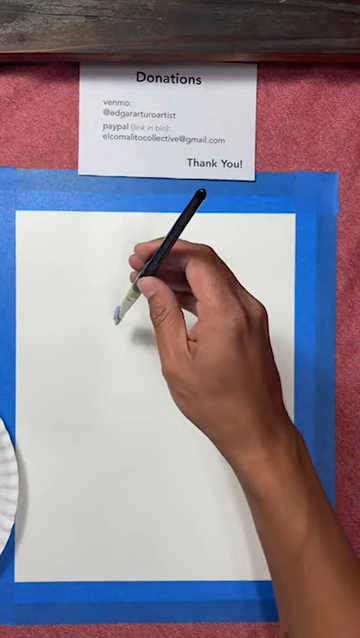 Donations
venmo:
@edgararturoartist
paypal (link in bio):
elcomalitocollective@gmail.com
Thank You!